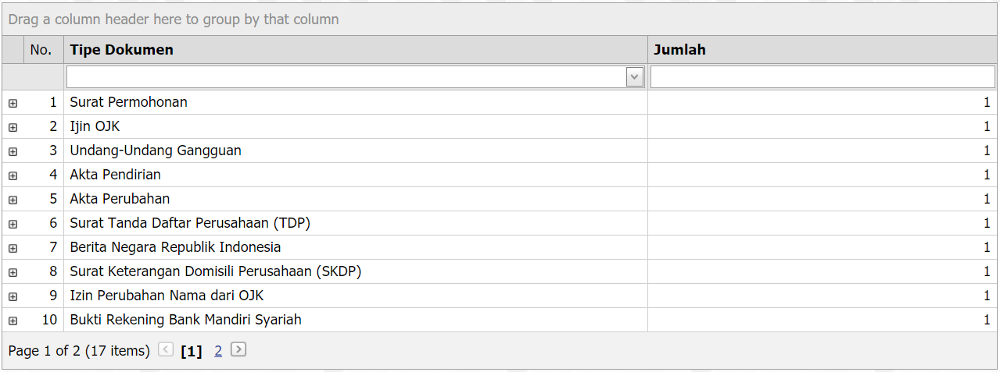 Drag a column header here to group by that column
No. Tipe Dokumen Jumlah
1 Surat Permohonan 1
2 Ijin OJK 1
3 Undang-Undang Gangguan 1
4 Akta Pendirian 1
5 Akta Perubahan 1
6 Surat Tanda Daftar Perusahaan (TDP) 1
7 Berita Negara Republik Indonesia 1
8 Surat Keterangan Domisili Perusahaan (SKDP) 1
9 Izin Perubahan Nama dari OJK 1
10 Bukti Rekening Bank Mandiri Syariah 1
Page 1 of 2 (17 items) [1] 2